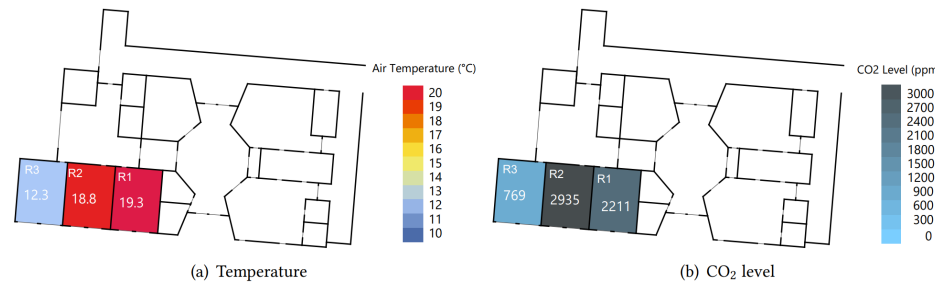 Air Temperature (°C)
20
19
18
17
16
15
14
13
12
11
10
R3
12.3
R2
18.8
R1
19.3
(a) Temperature
CO2 Level (ppm
3000
2700
2400
2100
1800
1500
1200
900
600
300
0
R3
769
R2
2935
R1
2211
(b) CO₂ level